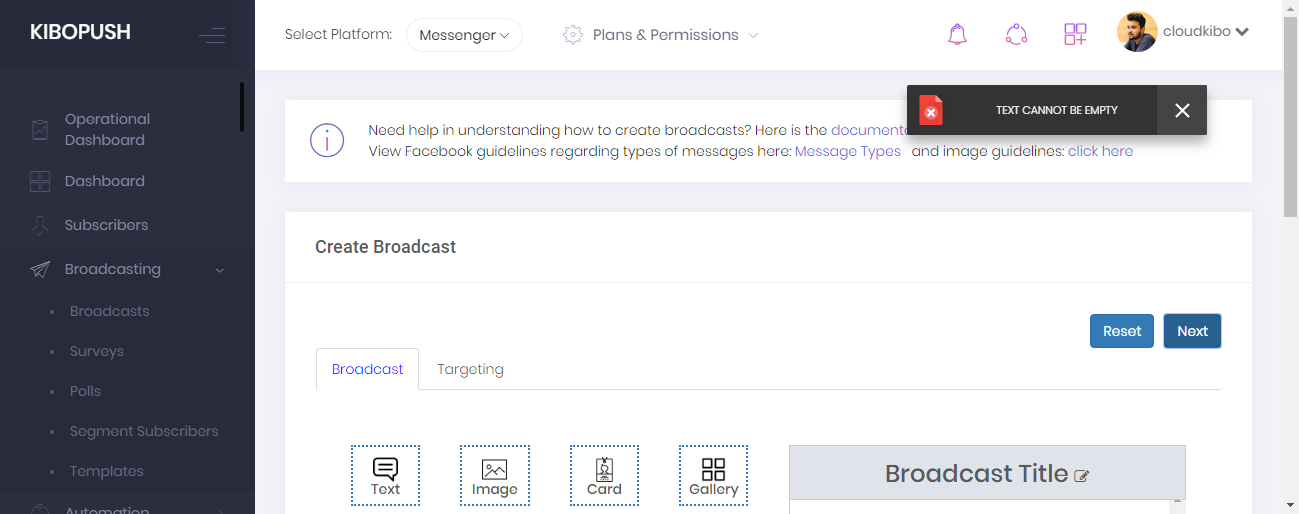 KIBOPUSH
Select Platform: Messenger Plans & Permissions cloudkibo
TEXT CANNOT BE EMPTY
Need help in understanding how to create broadcasts? Here is the
View Facebook guidelines regarding types of messages here: Message Types and image guidelines: click here
Operational
Dashboard
Dashboard
Subscribers
Broadcasting
Broadcasts
Surveys
Polls
Segment Subscribers
Templates
Automation
Create Broadcast
Reset Next
Broadcast Targeting
Text Image Card Gallery
Broadcast Title